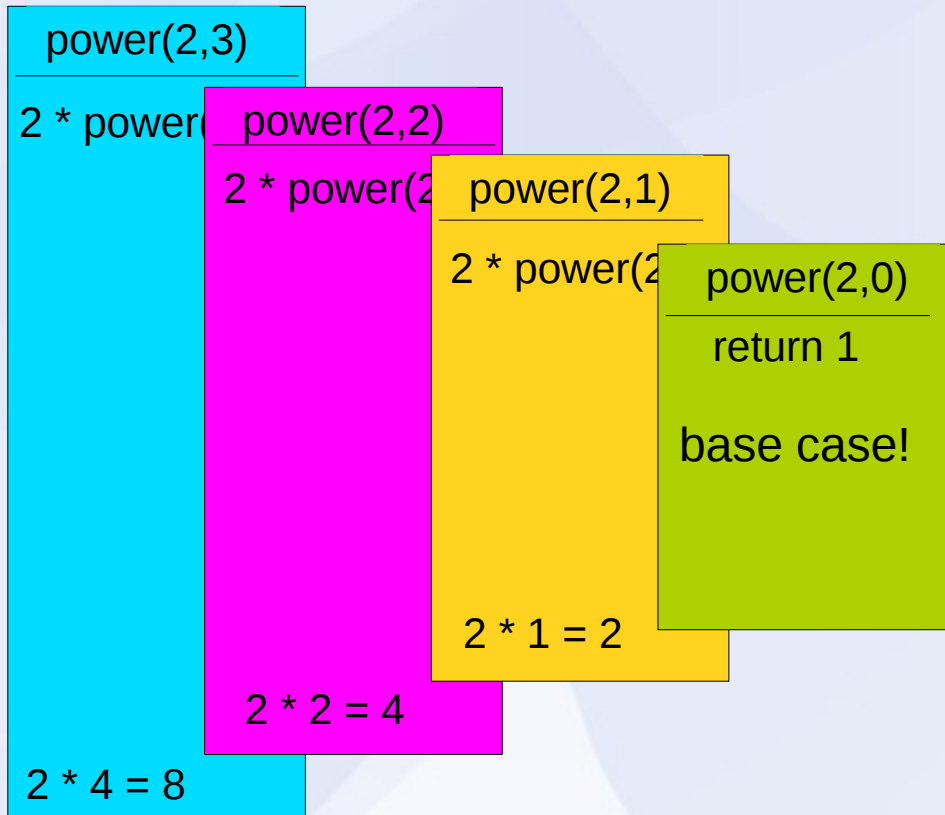 power(2,3)
2 * power(
2 * 4 = 8
power(2,2)
2 * power(2
2 * 2 = 4
power(2,1)
2 * power(2
2 * 1 = 2
power(2,0)
return 1
base case!